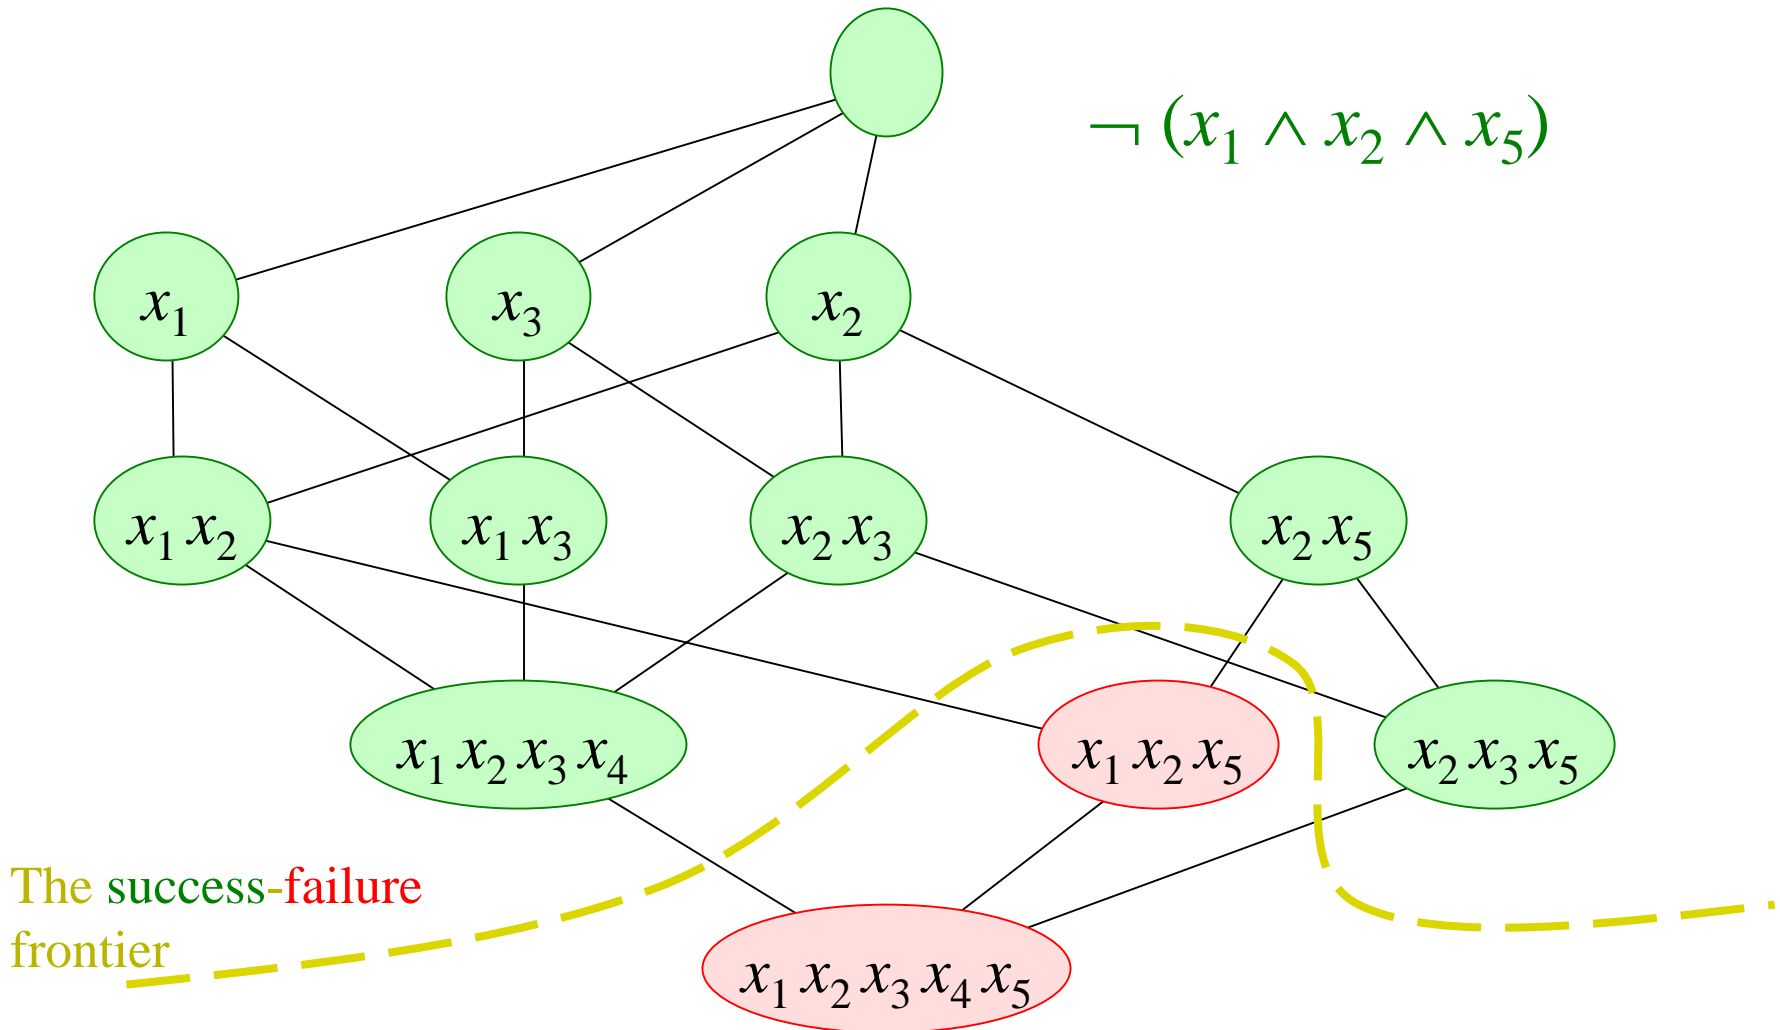 ¬ (x₁ ∧ x₂ ∧ x₅)
x₁
x₃
x₂
x₁ x₂
x₁ x₃
x₂ x₃
x₂ x₅
x₁ x₂ x₃ x₄
x₁ x₂ x₅
x₂ x₃ x₅
The success-failure
frontier
x₁ x₂ x₃ x₄ x₅